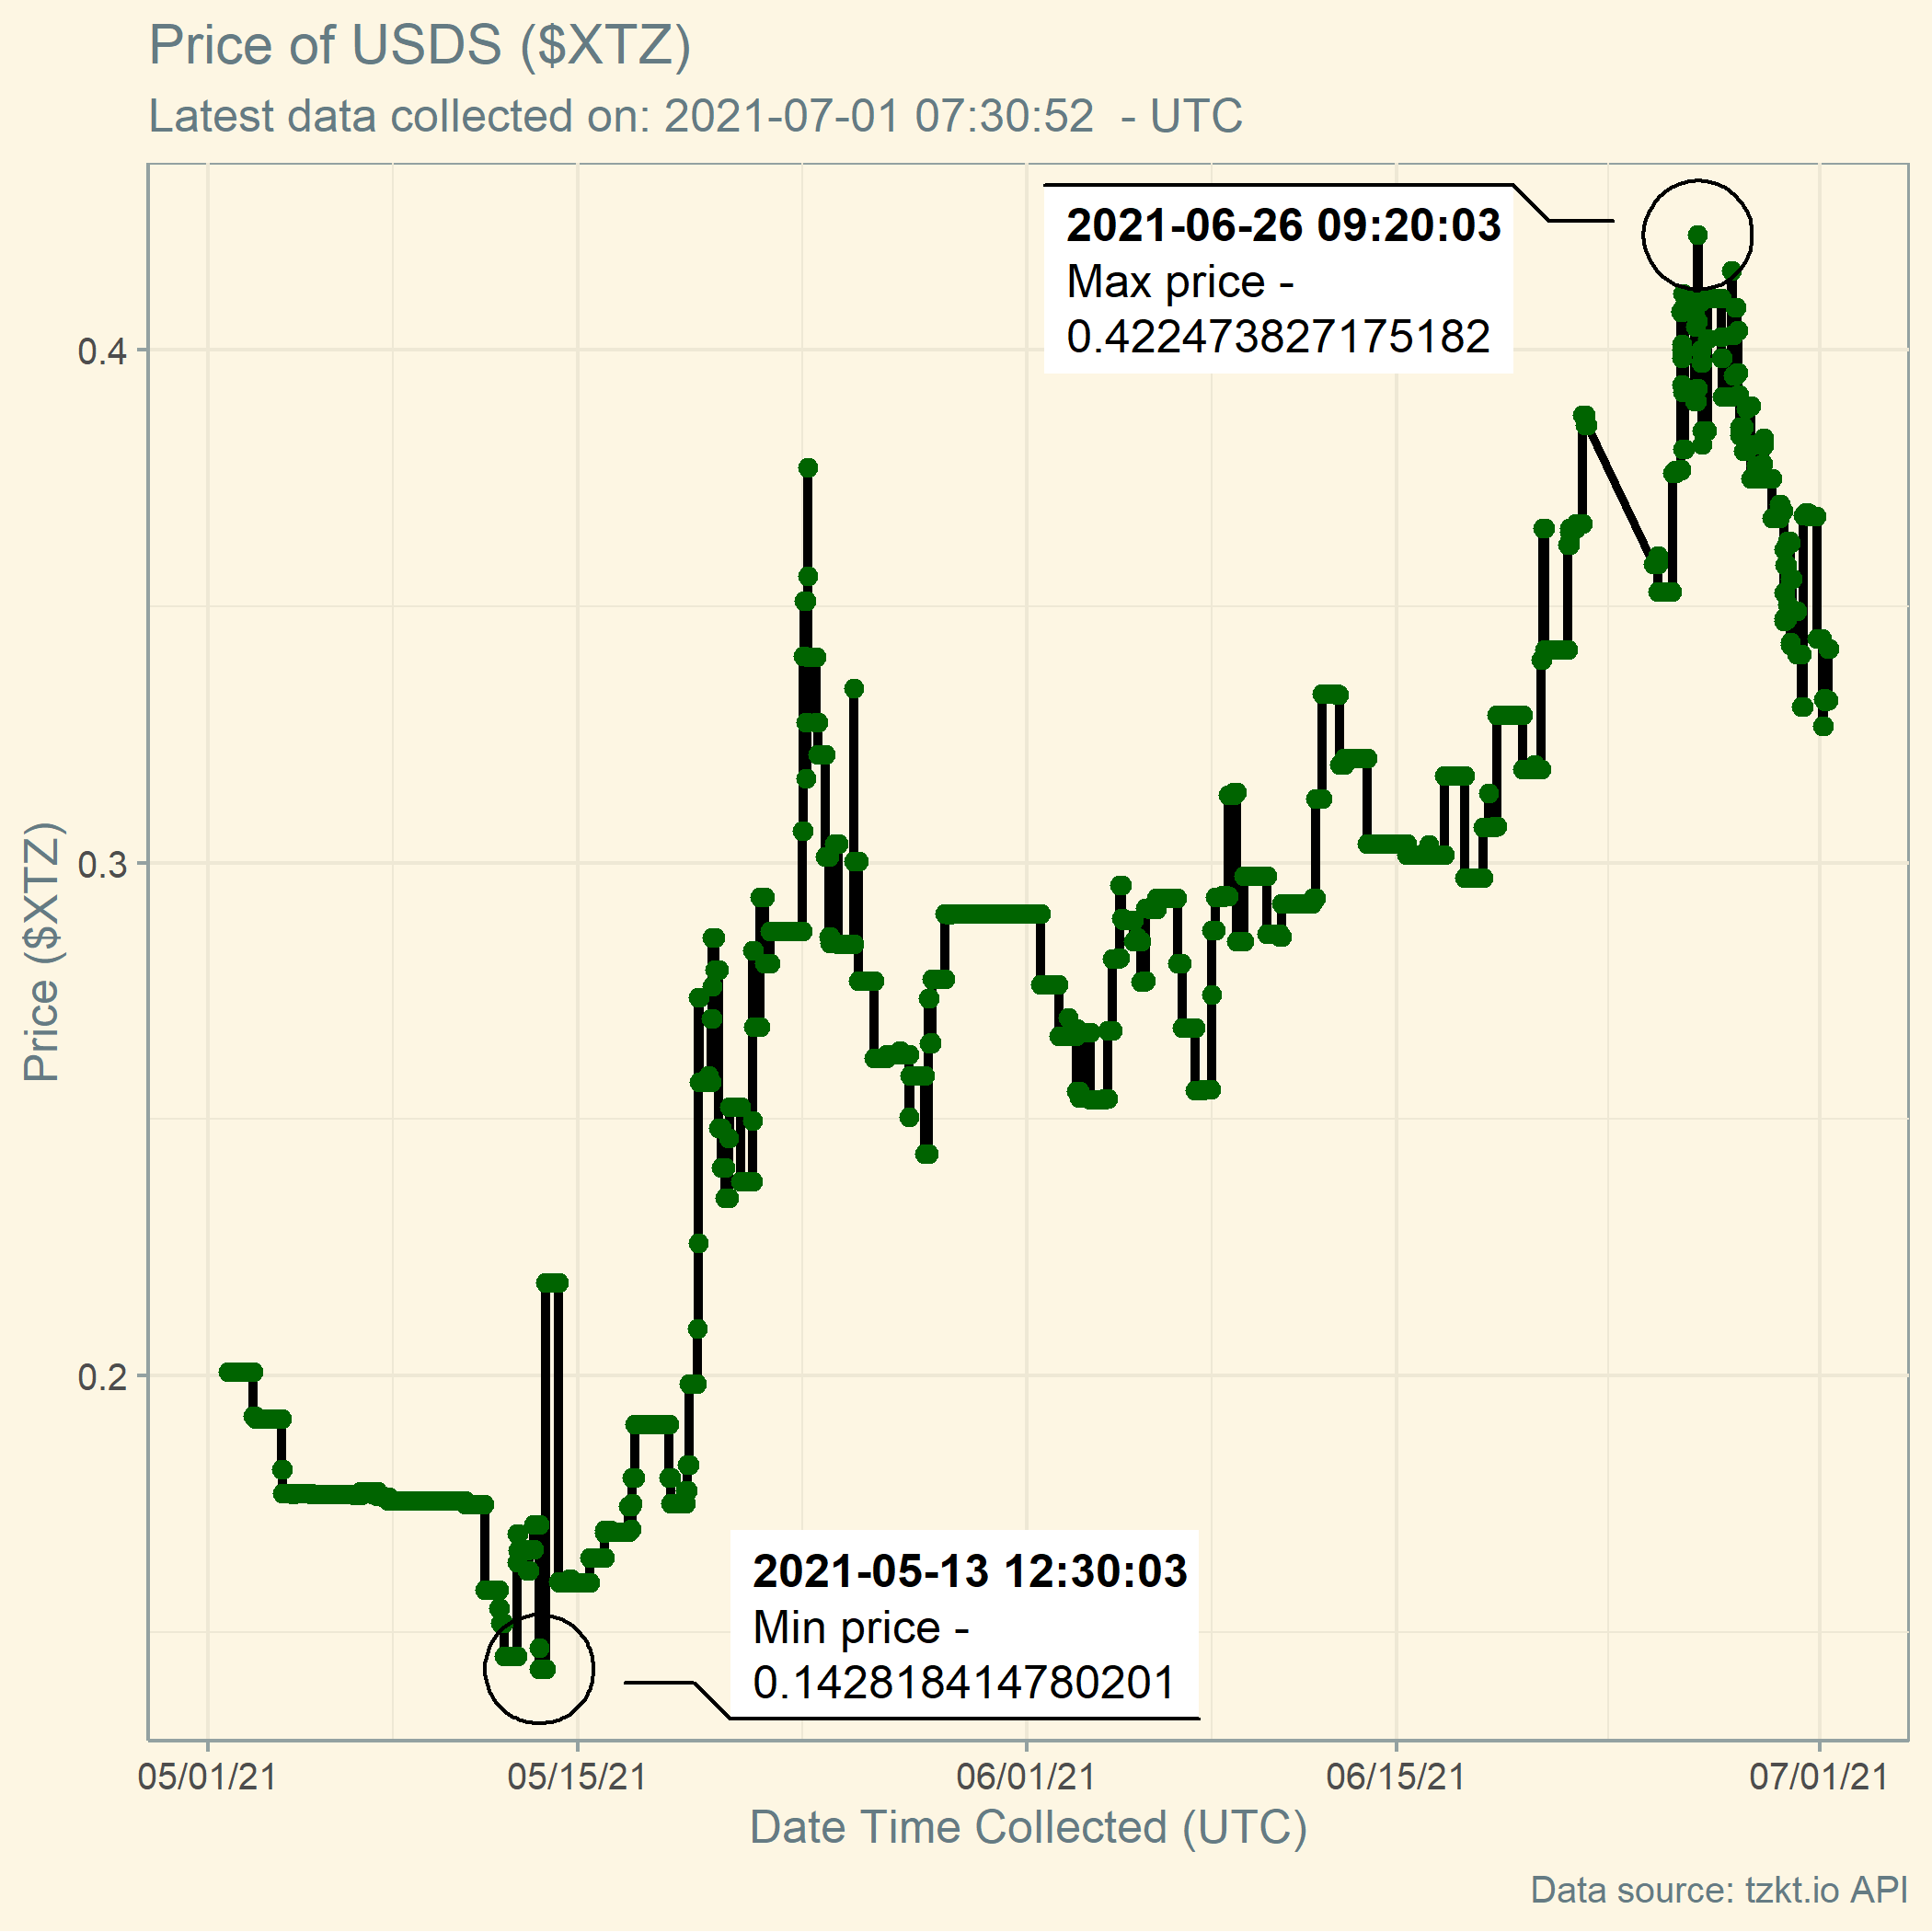 Price of USDS ($XTZ)
Latest data collected on: 2021-07-01 07:30:52  - UTC
2021-06-26 09:20:03
Max price -
0.422473827175182
0.4
0.3
0.2
Price ($XTZ)
2021-05-13 12:30:03
Min price -
0.142818414780201
05/01/21 05/15/21 06/01/21 06/15/21 07/01/21
Date Time Collected (UTC)
Data source: tzkt.io API